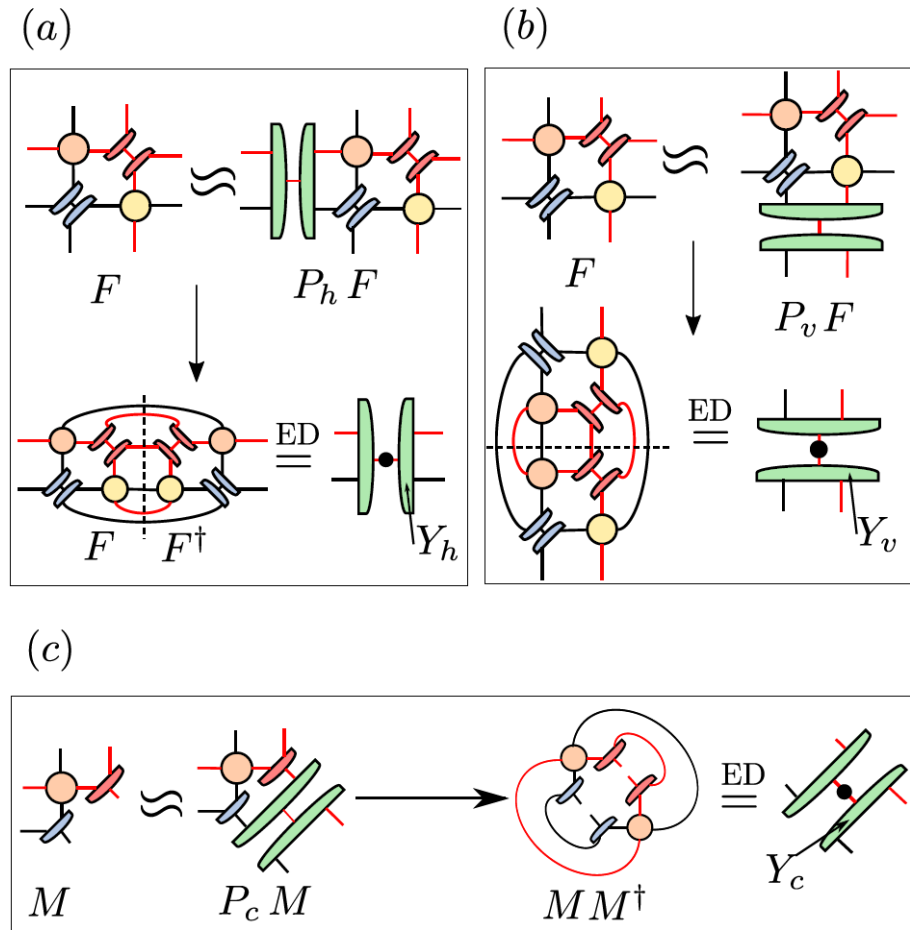 (a)
F
≈
P_h F
F
F†
ED
=
Y_h
(b)
F
≈
P_v F
ED
=
Y_v
(c)
M
≈
P_c M
M M†
ED
=
Y_c